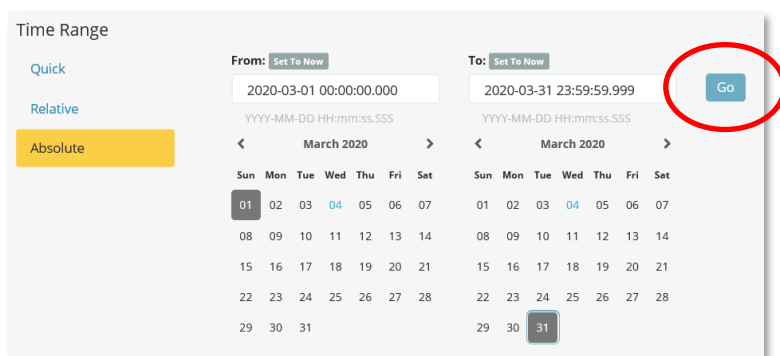 Time Range
Quick
Relative
Absolute
From: Set To Now
2020-03-01 00:00:00.000
YYYY-MM-DD HH:mm:ss.SSS
March 2020
Sun Mon Tue Wed Thu Fri Sat
01 02 03 04 05 06 07
08 09 10 11 12 13 14
15 16 17 18 19 20 21
22 23 24 25 26 27 28
29 30 31
To: Set To Now
2020-03-31 23:59:59.999
YYYY-MM-DD HH:mm:ss.SSS
March 2020
Sun Mon Tue Wed Thu Fri Sat
01 02 03 04 05 06 07
08 09 10 11 12 13 14
15 16 17 18 19 20 21
22 23 24 25 26 27 28
29 30 31
Go